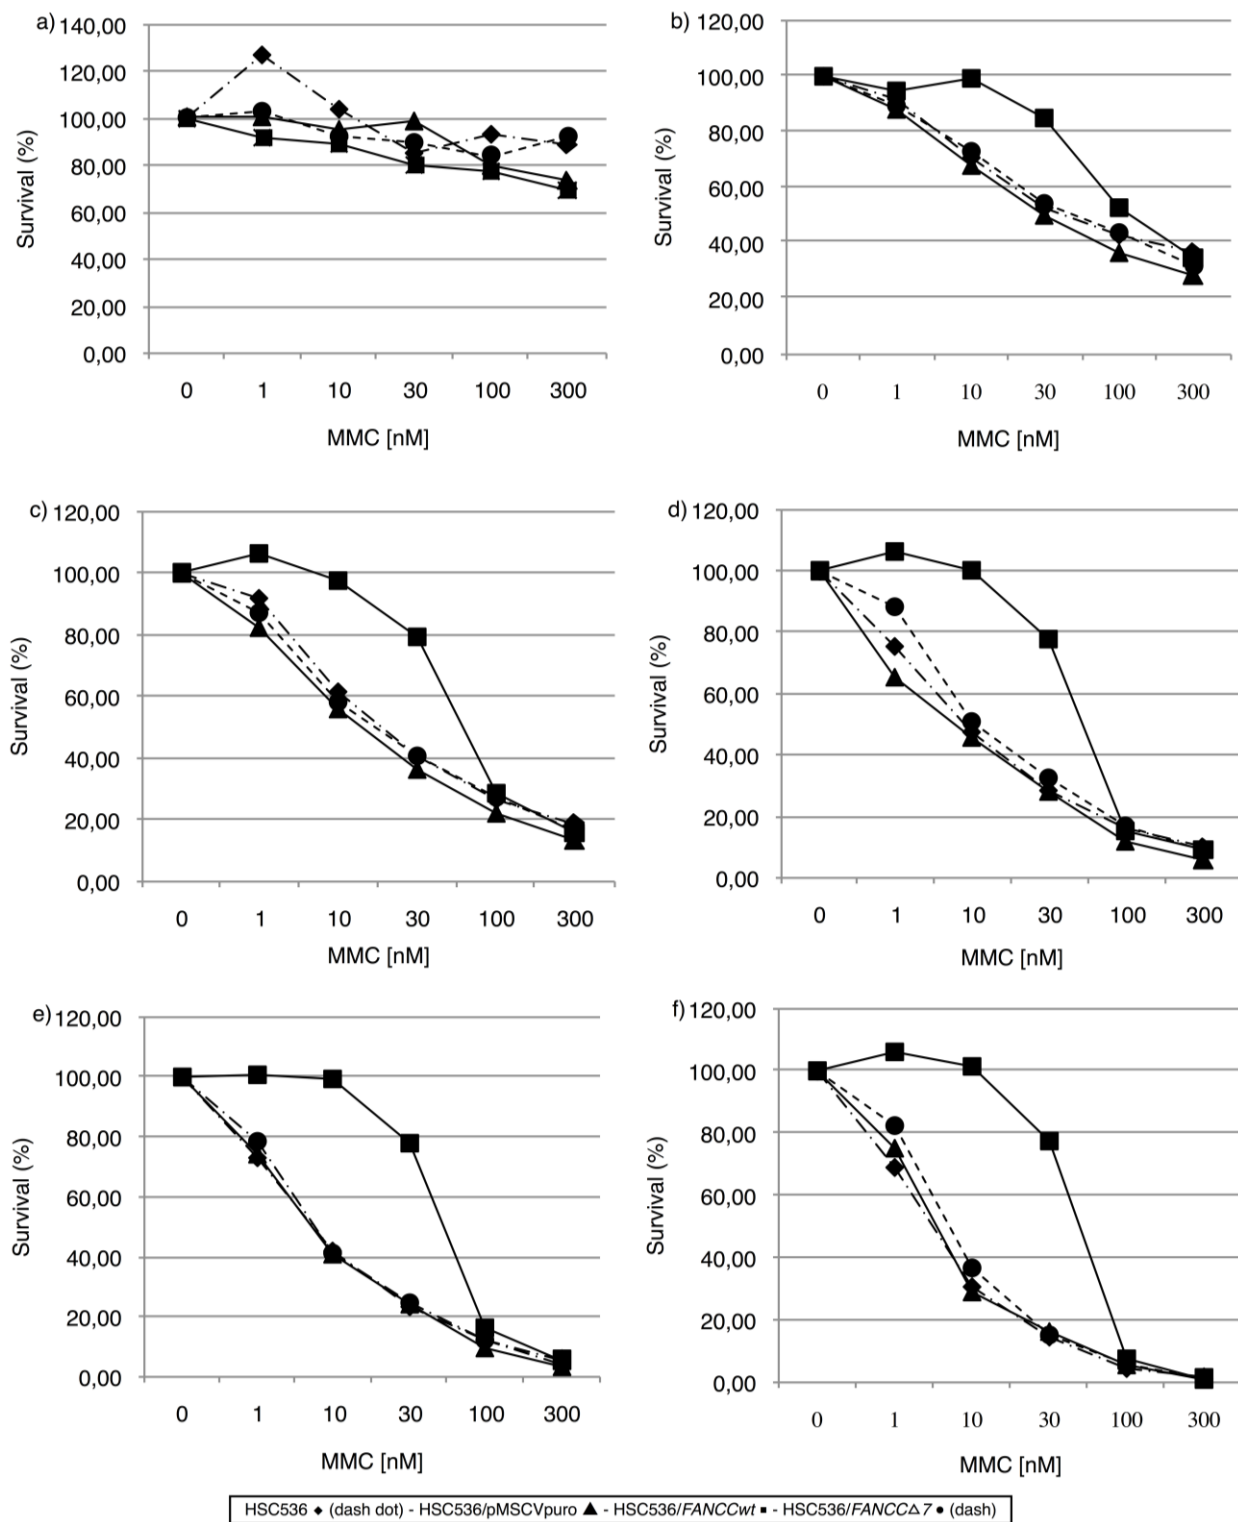 a)
140,00
120,00
100,00
80,00
60,00
40,00
20,00
0,00
Survival (%)
0 1 10 30 100 300
MMC [nM]
b)
120,00
100,00
80,00
60,00
40,00
20,00
0,00
Survival (%)
0 1 10 30 100 300
MMC [nM]
c)
120,00
100,00
80,00
60,00
40,00
20,00
0,00
Survival (%)
0 1 10 30 100 300
MMC [nM]
d)
120,00
100,00
80,00
60,00
40,00
20,00
0,00
Survival (%)
0 1 10 30 100 300
MMC [nM]
e)
120,00
100,00
80,00
60,00
40,00
20,00
0,00
Survival (%)
0 1 10 30 100 300
MMC [nM]
f)
120,00
100,00
80,00
60,00
40,00
20,00
0,00
Survival (%)
0 1 10 30 100 300
MMC [nM]
HSC536 ◆ (dash dot) - HSC536/pMSCVpuro ▲ - HSC536/FANCCwt ■ - HSC536/FANCCΔ7 ● (dash)